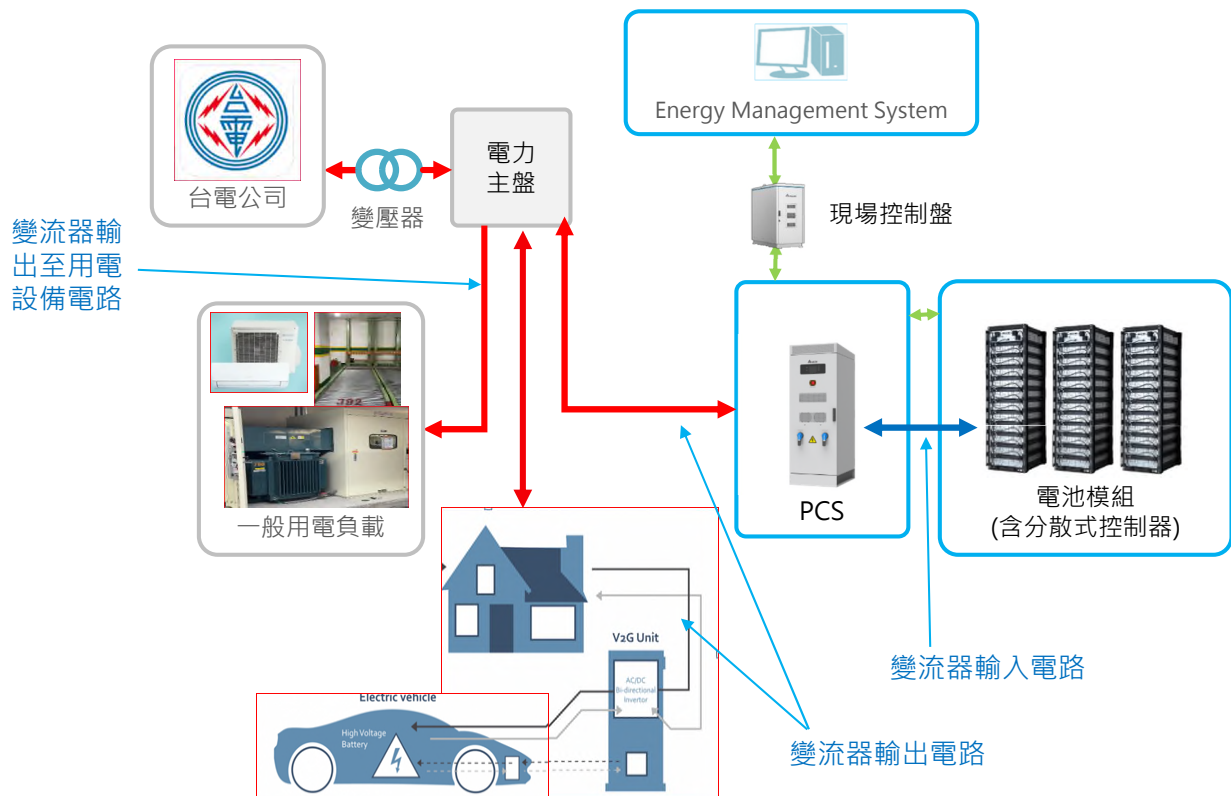 台電
台電公司
變壓器
電力
主盤
Energy Management System
現場控制盤
變流器輸
出至用電
設備電路
J92
一般用電負載
PCS
電池模組
(含分散式控制器)
V2G Unit
AC/DC
Bi-directional
Invertor
Electric vehicle
High Voltage
Battery
變流器輸入電路
變流器輸出電路